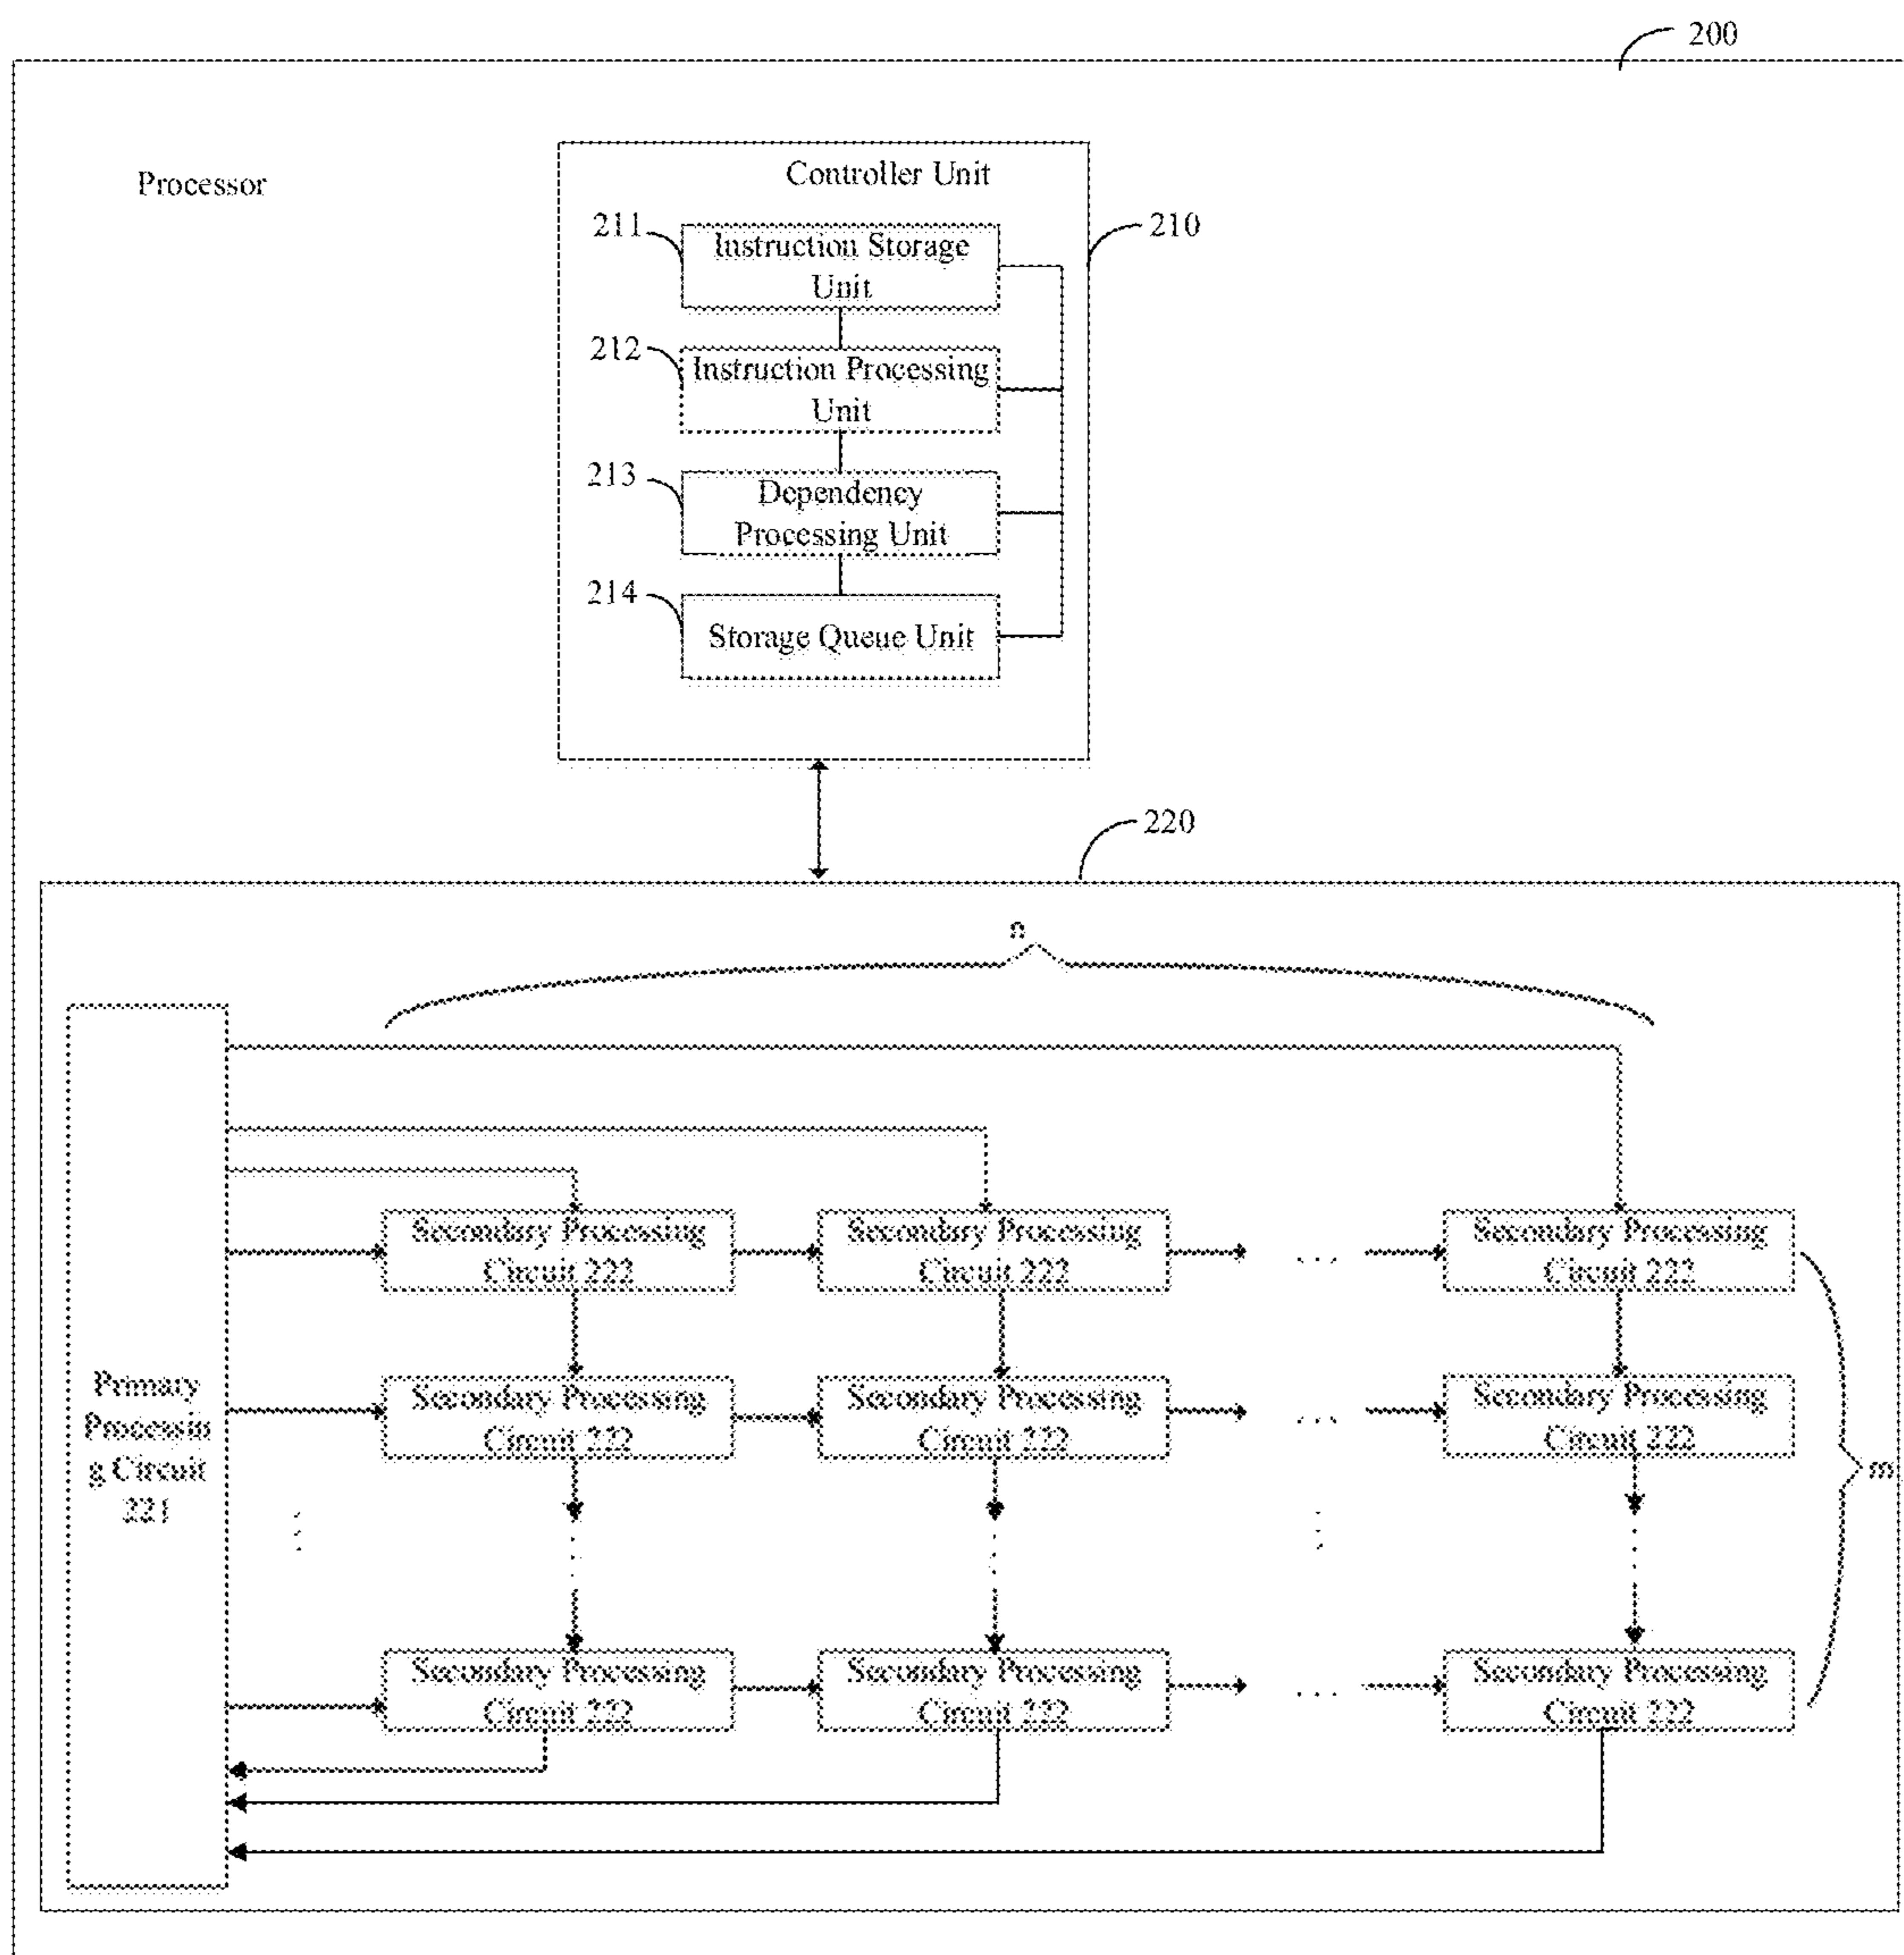 200
Processor
Controller Unit
211
Instruction Storage
Unit
210
212
Instruction Processing
Unit
213
Dependency
Processing Unit
214
Storage Queue Unit
220
n
Secondary Processing
Circuit 222
Secondary Processing
Circuit 222
...
Secondary Processing
Circuit 222
Primary
Processin
g Circuit
221
Secondary Processing
Circuit 222
Secondary Processing
Circuit 222
...
Secondary Processing
Circuit 222
m
Secondary Processing
Circuit 222
Secondary Processing
Circuit 222
...
Secondary Processing
Circuit 222